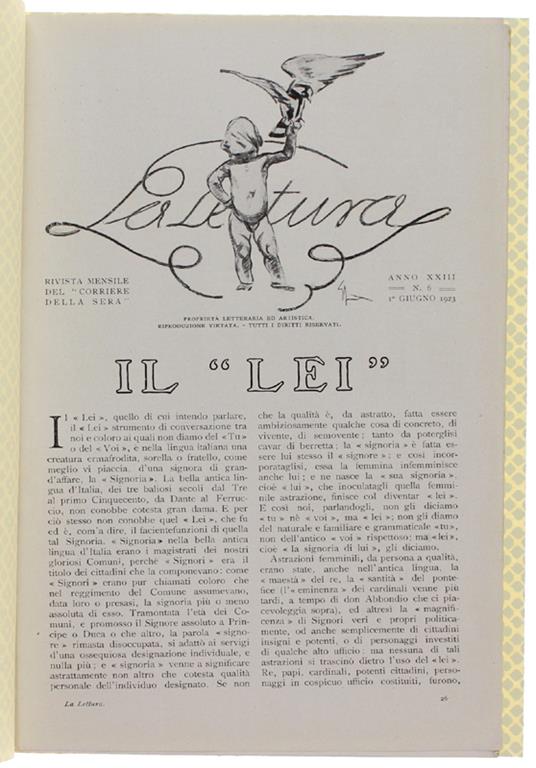 La Lettura
RIVISTA MENSILE
DEL "CORRIERE
DELLA SERA"
ANNO XXIII
N. 6
1° GIUGNO 1923
PROPRIETÀ LETTERARIA ED ARTISTICA.
RIPRODUZIONE VIETATA. - TUTTI I DIRITTI RISERVATI.
IL "LEI"
Il « Lei », quello di cui intendo parlare,
il « Lei » strumento di conversazione tra
noi e coloro ai quali non diamo del « Tu »
o del « Voi », e nella lingua italiana una
creatura ermafrodita, sorella o fratello, come
meglio vi piaccia, d'una signora di gran-
d'affare, la « Signoria ». La bella antica lin-
gua d'Italia, dei tre baliosi secoli dal Tre
al primo Cinquecento, da Dante al Ferruc-
cio, non conobbe cotesta gran dama. E per
ciò stesso non conobbe quel « Lei », che fu
ed è, com'a dire, il facientefunzioni di quella
tal Signoria. « Signoria » nella bella antica
lingua d'Italia erano i magistrati dei nostri
gloriosi Comuni, perchè « Signori » era il
titolo dei cittadini che la componevano: come
« Signori » erano pur chiamati coloro che
nel reggimento del Comune assumevano,
data loro o presasi, la signoria più o meno
assoluta di esso. Tramontata l'età dei Co-
muni, e promosso il Signore assoluto a Prin-
cipe o Duca o che altro, la parola « signo-
re » rimasta disoccupata, si adattò ai servigi
d'una ossequiosa designazione individuale, e
nulla più; e « signoria » venne a significare
astrattamente non altro che cotesta qualità
personale dell'individuo designato. Se non
che la qualità è, da astratto, fatta essere
ambiziosamente qualche cosa di concreto, di
vivente, di semovente; tanto da poterglisi
cavar di berretta; la « signoria » è fatta es-
sere lui stesso il « signore »: e così incor-
porataglisi, essa la femmina infemminisce
anche lui; e ne nasce la « sua signoria »,
cioè « lui », che inoculatagli quella femmi-
nile astrazione, finisce col diventar « lei ».
E così noi, parlandogli, non gli diciamo
« tu » nè « voi », ma « lei »; non gli diamo
del naturale e familiare e grammaticale « tu »,
non dell'antico « voi » rispettoso; ma « lei »,
cioè « la signoria di lui », gli diciamo.
Astrazioni femminili, da persona a qualità,
erano state, anche nell'antica lingua, la
« maestà » dei re, la « santità » del ponte-
fice (l'« eminenza » dei cardinali venne più
tardi, a tempo di don Abbondio che ci pia-
cevoleggia sopra), ed altresì la « magnifi-
cenza » di Signori veri e propri politica-
mente, od anche semplicemente di cittadini
insigni e potenti, o di personaggi investiti
di qualche alto ufficio: ma nessuna di tali
astrazioni si trascinò dietro l'uso del « lei ».
Re, papi, cardinali, potenti cittadini, perso-
naggi in cospicuo ufficio costituiti, furono,
La Lettura.
26